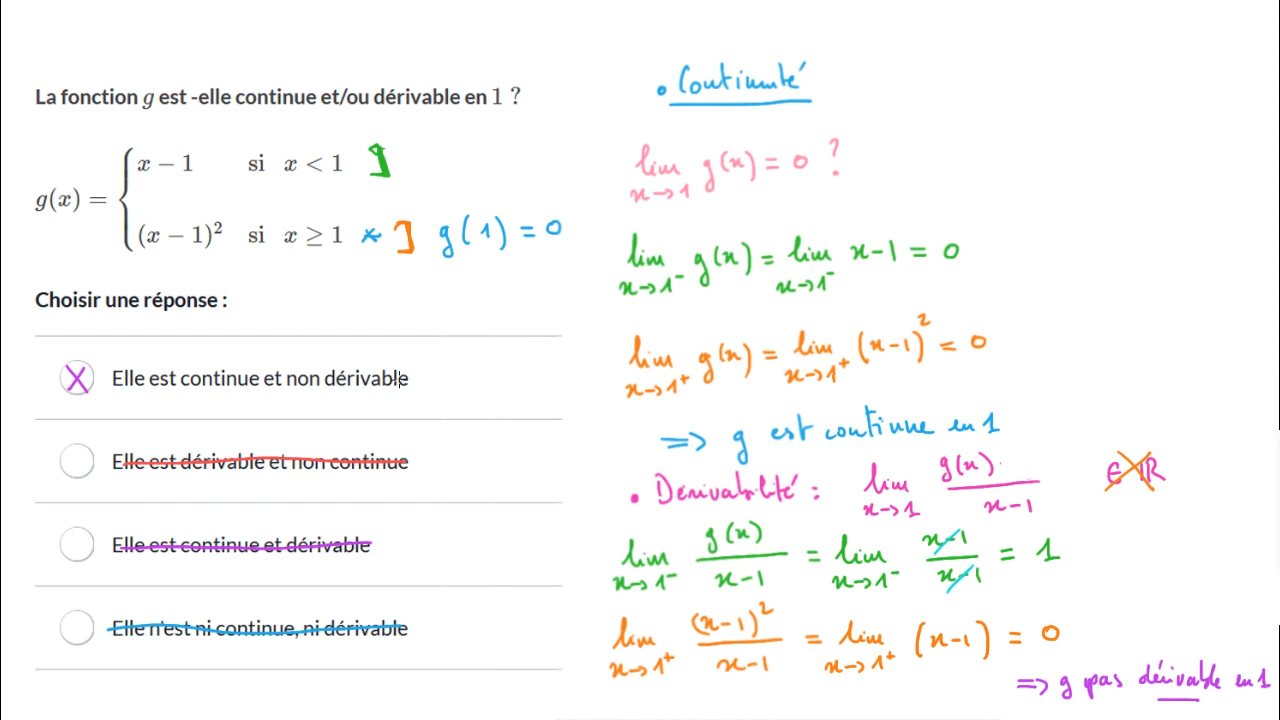 La fonction g est -elle continue et/ou dérivable en 1 ?
g(x) = { x − 1 si x < 1
(x − 1)² si x ≥ 1 * ] g(1) = 0
Choisir une réponse :
X Elle est continue et non dérivable
Elle est dérivable et non continue
Elle est continue et dérivable
Elle n'est ni continue, ni dérivable
• Continuité
lim x→1 g(x) = 0 ?
lim x→1⁻ g(x) = lim x→1⁻ x−1 = 0
lim x→1⁺ g(x) = lim x→1⁺ (x−1)² = 0
=> g est continue en 1
• Dérivabilité : lim x→1 g(x)/(x−1) ∈ ℝ
lim x→1⁻ g(x)/(x−1) = lim x→1⁻ (x−1)/(x−1) = 1
lim x→1⁺ (x−1)²/(x−1) = lim x→1⁺ (x−1) = 0
=> g pas dérivable en 1